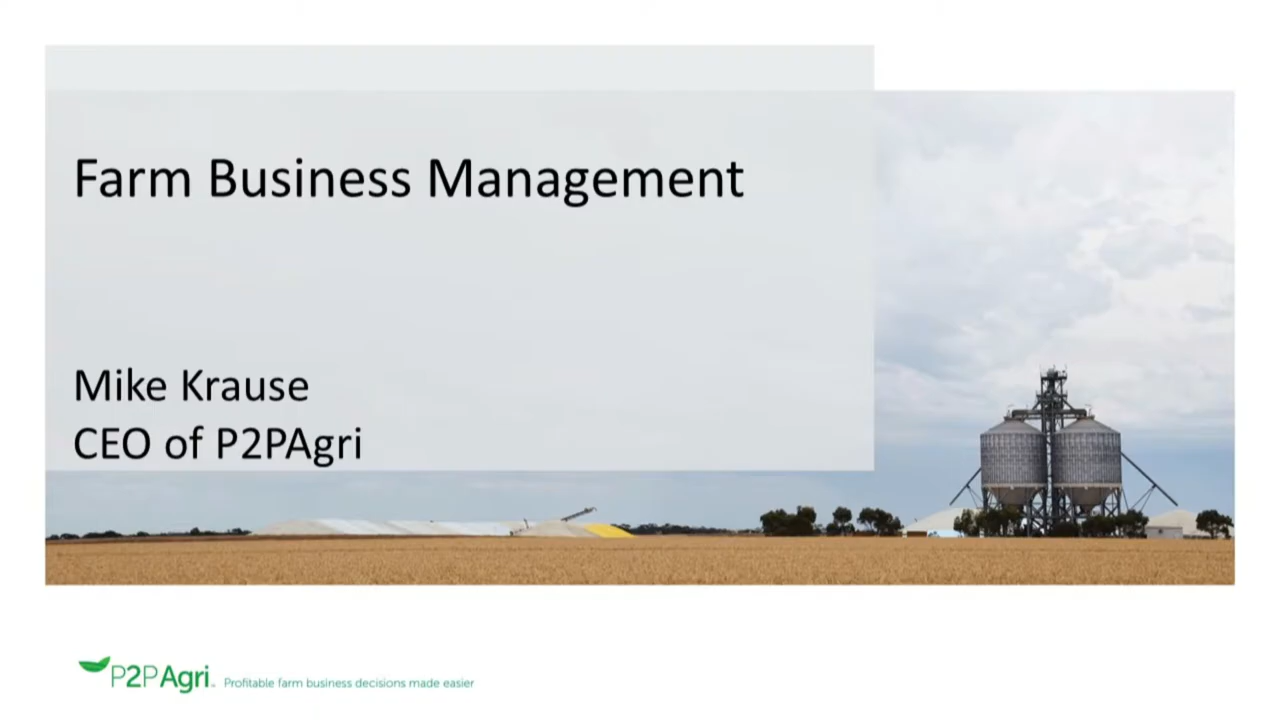 Farm Business Management
Mike Krause
CEO of P2PAgri
P2PAgri Profitable farm business decisions made easier